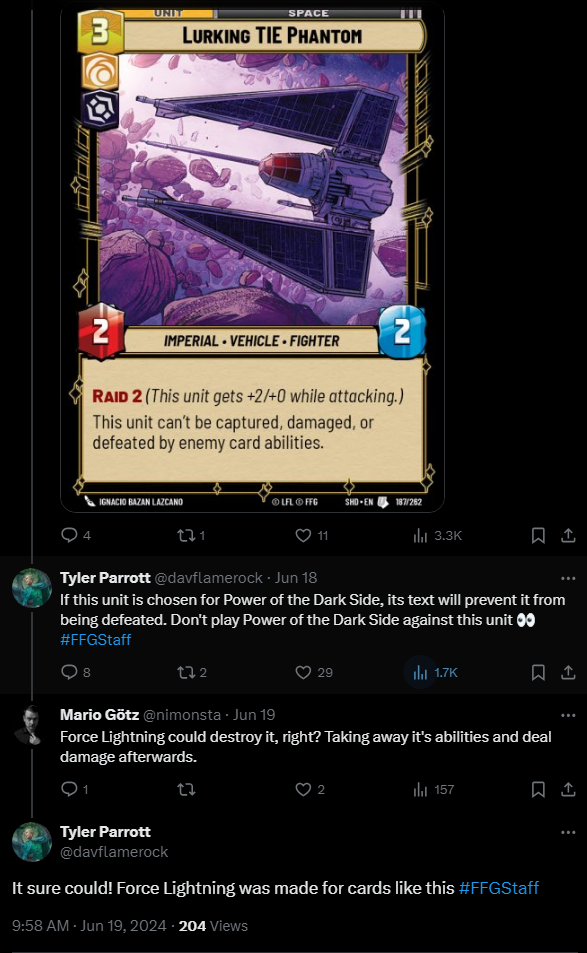 UNIT SPACE
3 LURKING TIE PHANTOM
2 IMPERIAL • VEHICLE • FIGHTER 2
RAID 2 (This unit gets +2/+0 while attacking.)
This unit can't be captured, damaged, or
defeated by enemy card abilities.
IGNACIO BAZAN LAZCANO © LFL © FFG SHD • EN 187/262
4 1 11 3.3K
Tyler Parrott @davflamerock · Jun 18
If this unit is chosen for Power of the Dark Side, its text will prevent it from
being defeated. Don't play Power of the Dark Side against this unit 👀
#FFGStaff
8 2 29 1.7K
Mario Götz @nimonsta · Jun 19
Force Lightning could destroy it, right? Taking away it's abilities and deal
damage afterwards.
1 2 157
Tyler Parrott
@davflamerock
It sure could! Force Lightning was made for cards like this #FFGStaff
9:58 AM · Jun 19, 2024 · 204 Views